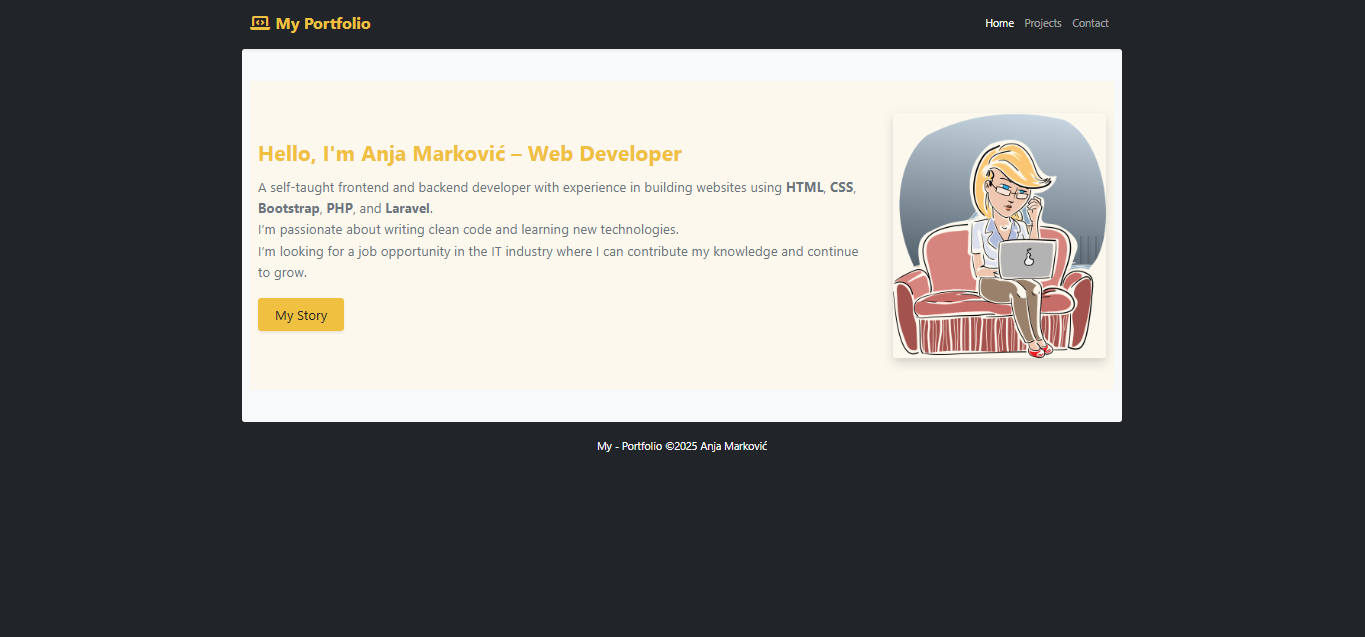 My Portfolio
Home Projects Contact
Hello, I'm Anja Marković – Web Developer
A self-taught frontend and backend developer with experience in building websites using HTML, CSS,
Bootstrap, PHP, and Laravel.
I’m passionate about writing clean code and learning new technologies.
I’m looking for a job opportunity in the IT industry where I can contribute my knowledge and continue
to grow.
My Story
My - Portfolio ©2025 Anja Marković